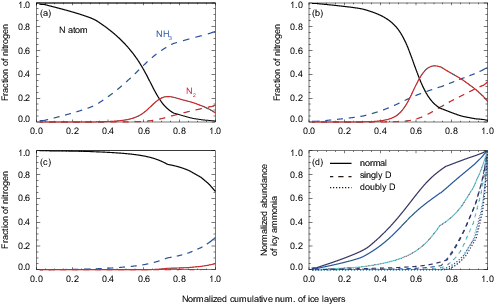 1.0
0.8
0.6
0.4
0.2
0.0
Fraction of nitrogen
(a)
N atom
NH3
N2
0.0 0.2 0.4 0.6 0.8 1.0
1.0
0.8
0.6
0.4
0.2
0.0
Fraction of nitrogen
(b)
0.0 0.2 0.4 0.6 0.8 1.0
1.0
0.8
0.6
0.4
0.2
0.0
Fraction of nitrogen
(c)
0.0 0.2 0.4 0.6 0.8 1.0
1.0
0.8
0.6
0.4
0.2
0.0
Normalized abundance
of icy ammonia
(d)
normal
singly D
doubly D
0.0 0.2 0.4 0.6 0.8 1.0
Normalized cumulative num. of ice layers